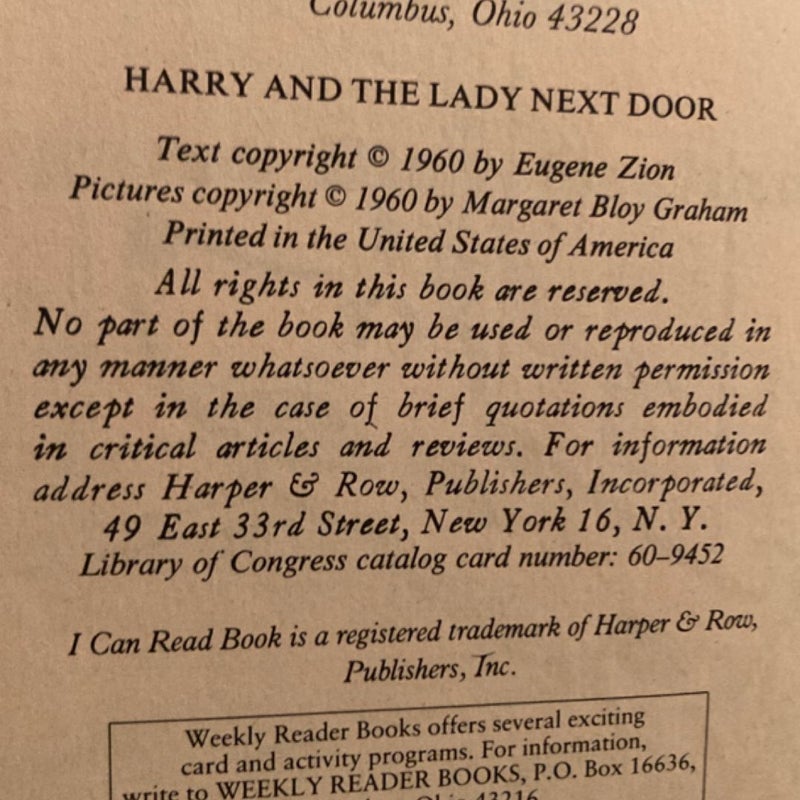 Columbus, Ohio 43228
HARRY AND THE LADY NEXT DOOR
Text copyright © 1960 by Eugene Zion
Pictures copyright © 1960 by Margaret Bloy Graham
Printed in the United States of America
All rights in this book are reserved.
No part of the book may be used or reproduced in
any manner whatsoever without written permission
except in the case of brief quotations embodied
in critical articles and reviews. For information
address Harper & Row, Publishers, Incorporated,
49 East 33rd Street, New York 16, N. Y.
Library of Congress catalog card number: 60–9452
I Can Read Book is a registered trademark of Harper & Row,
Publishers, Inc.
Weekly Reader Books offers several exciting
card and activity programs. For information,
write to WEEKLY READER BOOKS, P.O. Box 16636,
Ohio 43216